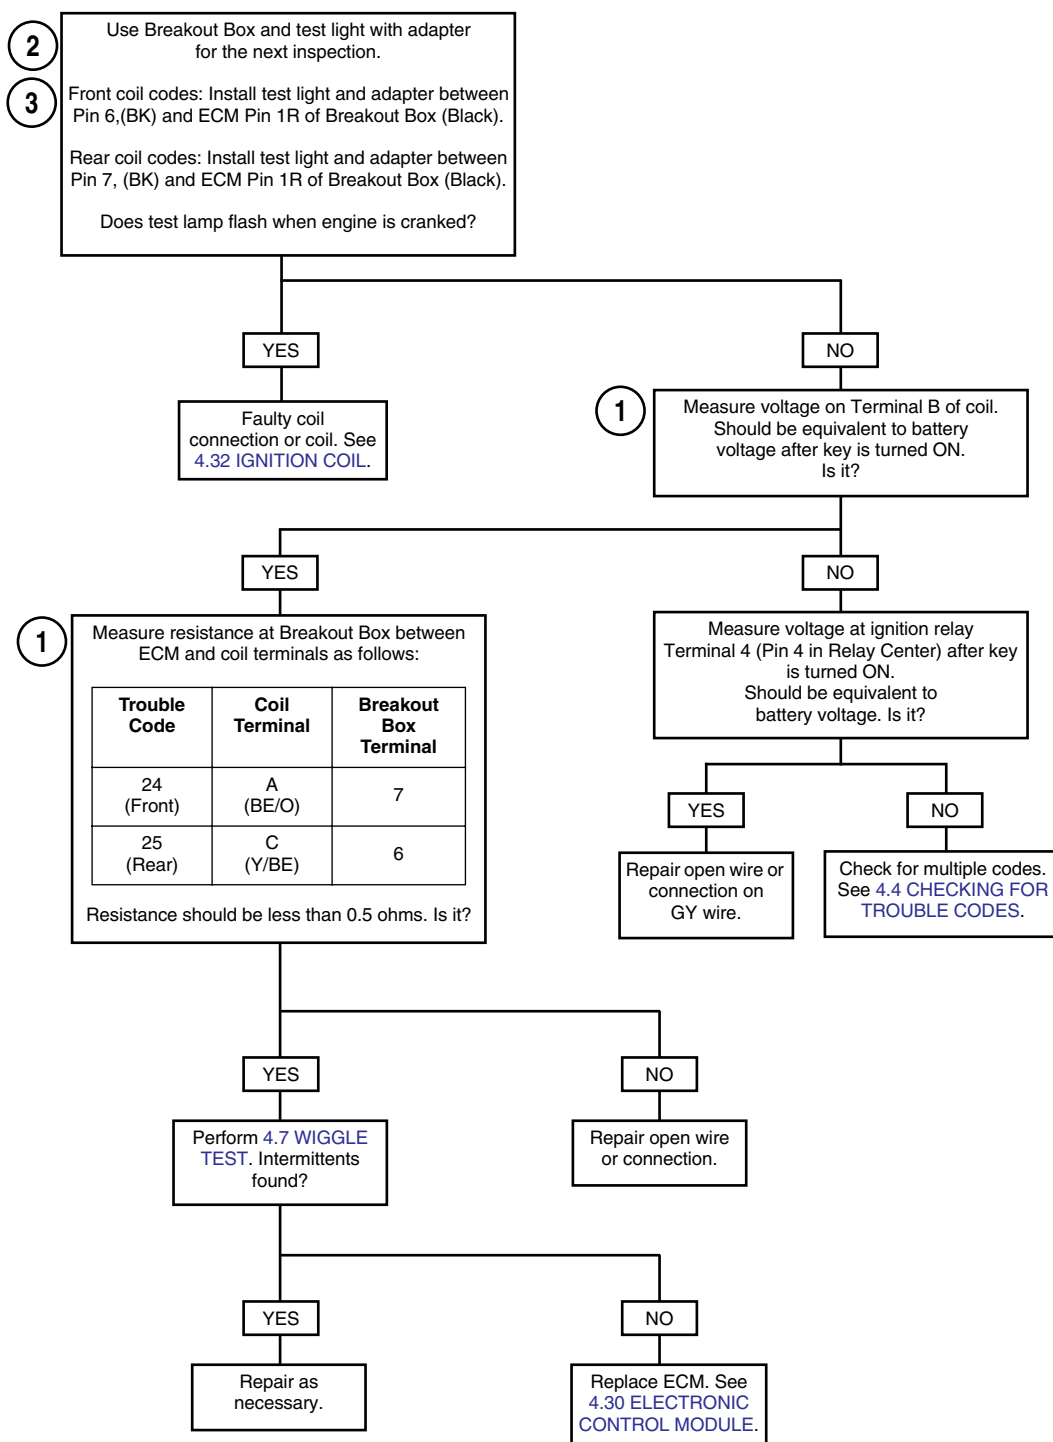 2
Use Breakout Box and test light with adapter
for the next inspection.
3
Front coil codes: Install test light and adapter between
Pin 6,(BK) and ECM Pin 1R of Breakout Box (Black).
Rear coil codes: Install test light and adapter between
Pin 7, (BK) and ECM Pin 1R of Breakout Box (Black).
Does test lamp flash when engine is cranked?
YES
NO
Faulty coil
connection or coil. See
4.32 IGNITION COIL.
1
Measure voltage on Terminal B of coil.
Should be equivalent to battery
voltage after key is turned ON.
Is it?
YES
NO
1
Measure resistance at Breakout Box between
ECM and coil terminals as follows:
Trouble Code
Coil Terminal
Breakout Box Terminal
24 (Front)
A (BE/O)
7
25 (Rear)
C (Y/BE)
6
Resistance should be less than 0.5 ohms. Is it?
Measure voltage at ignition relay
Terminal 4 (Pin 4 in Relay Center) after key
is turned ON.
Should be equivalent to
battery voltage. Is it?
YES
NO
Repair open wire or
connection on
GY wire.
Check for multiple codes.
See 4.4 CHECKING FOR
TROUBLE CODES.
YES
NO
Perform 4.7 WIGGLE
TEST. Intermittents
found?
Repair open wire
or connection.
YES
NO
Repair as
necessary.
Replace ECM. See
4.30 ELECTRONIC
CONTROL MODULE.